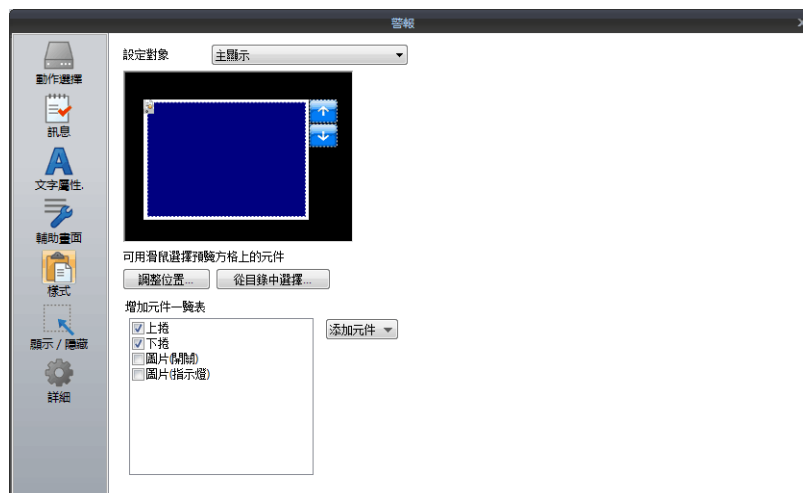 警報
動作選擇
訊息
文字屬性.
輔助畫面
樣式
顯示 / 隱藏
詳細
設定對象
主顯示
可用滑鼠選擇預覽方格上的元件
調整位置...
從目錄中選擇...
增加元件一覽表
上捲
下捲
圖片(開關)
圖片(指示燈)
添加元件